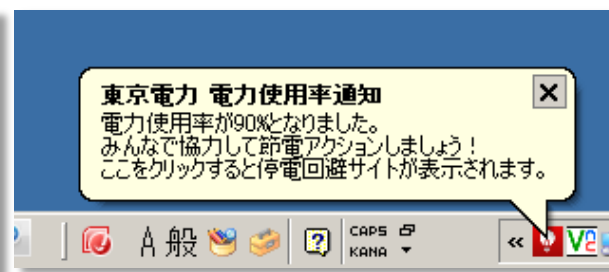 東京電力 電力使用率通知
電力使用率が90%となりました。
みんなで協力して節電アクションしましょう！
ここをクリックすると停電回避サイトが表示されます。
A 般
CAPS
KANA
«
V2